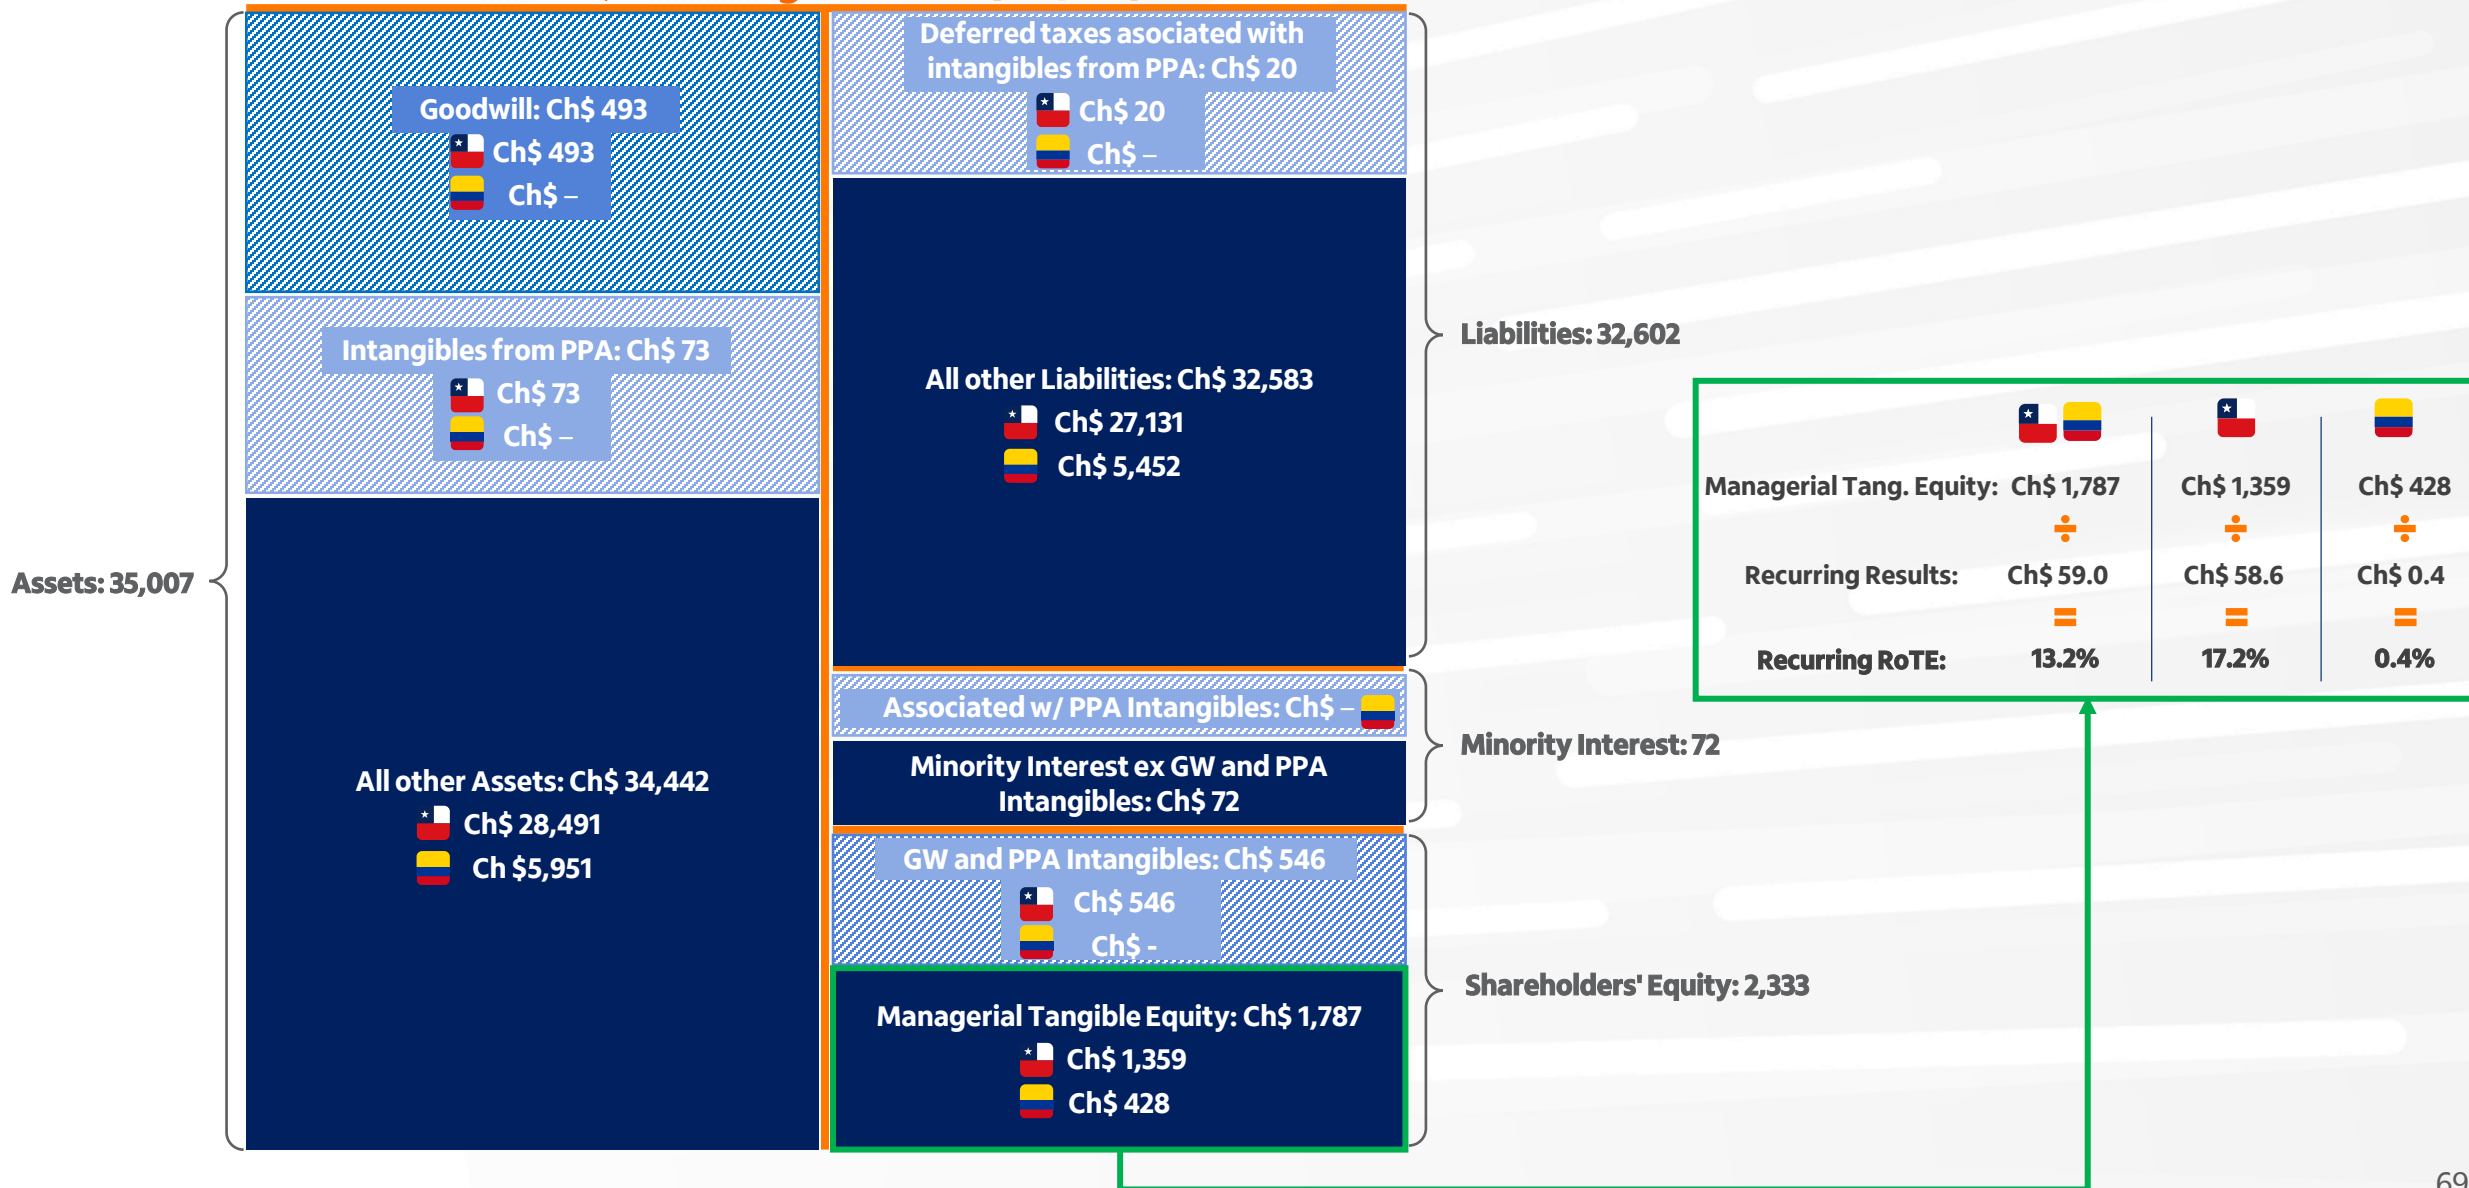 Assets: 35,007
Goodwill: Ch$ 493
Ch$ 493
Ch$ –
Intangibles from PPA: Ch$ 73
Ch$ 73
Ch$ –
All other Assets: Ch$ 34,442
Ch$ 28,491
Ch $5,951
Deferred taxes asociated with
intangibles from PPA: Ch$ 20
Ch$ 20
Ch$ –
All other Liabilities: Ch$ 32,583
Ch$ 27,131
Ch$ 5,452
Associated w/ PPA Intangibles: Ch$ –
Minority Interest ex GW and PPA
Intangibles: Ch$ 72
GW and PPA Intangibles: Ch$ 546
Ch$ 546
Ch$ -
Managerial Tangible Equity: Ch$ 1,787
Ch$ 1,359
Ch$ 428
Liabilities: 32,602
Minority Interest: 72
Shareholders' Equity: 2,333
Managerial Tang. Equity: Ch$ 1,787 Ch$ 1,359 Ch$ 428
÷ ÷ ÷
Recurring Results: Ch$ 59.0 Ch$ 58.6 Ch$ 0.4
= = =
Recurring RoTE: 13.2% 17.2% 0.4%
69